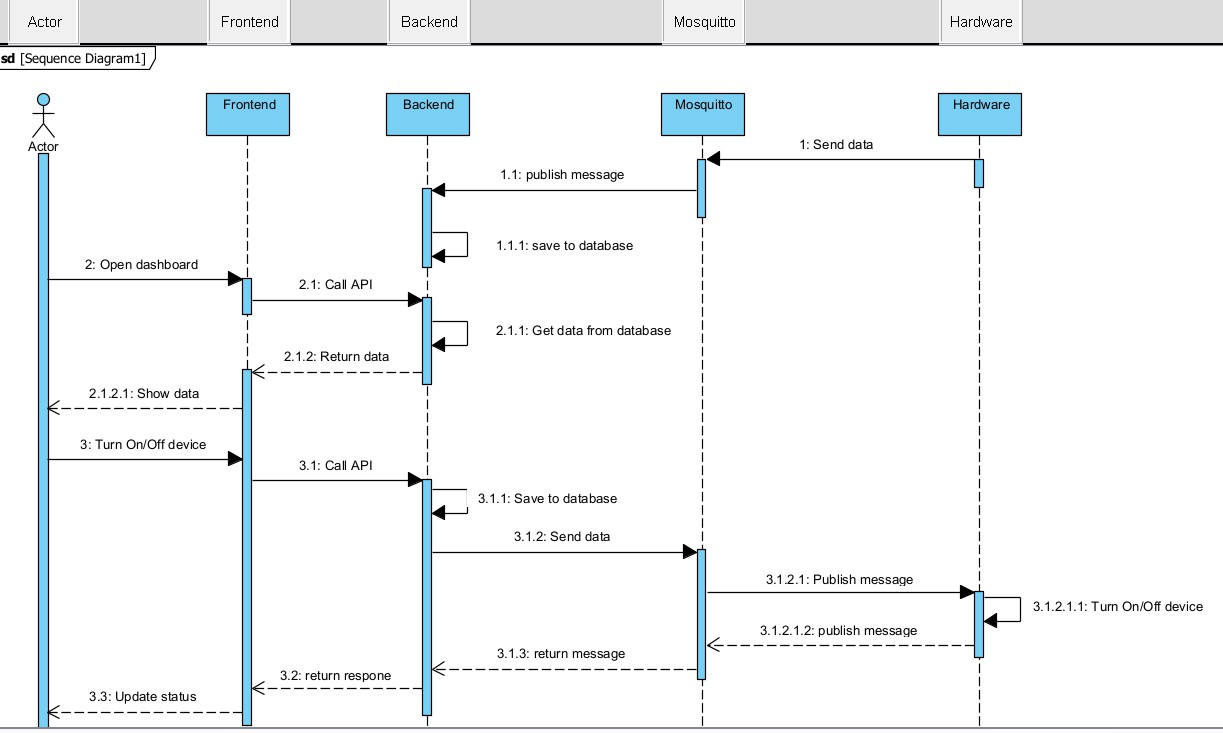 Actor Frontend Backend Mosquitto Hardware
sd [Sequence Diagram1]
Frontend Backend Mosquitto Hardware
Actor
1: Send data
1.1: publish message
1.1.1: save to database
2: Open dashboard
2.1: Call API
2.1.1: Get data from database
2.1.2: Return data
2.1.2.1: Show data
3: Turn On/Off device
3.1: Call API
3.1.1: Save to database
3.1.2: Send data
3.1.2.1: Publish message
3.1.2.1.1: Turn On/Off device
3.1.2.1.2: publish message
3.1.3: return message
3.2: return respone
3.3: Update status